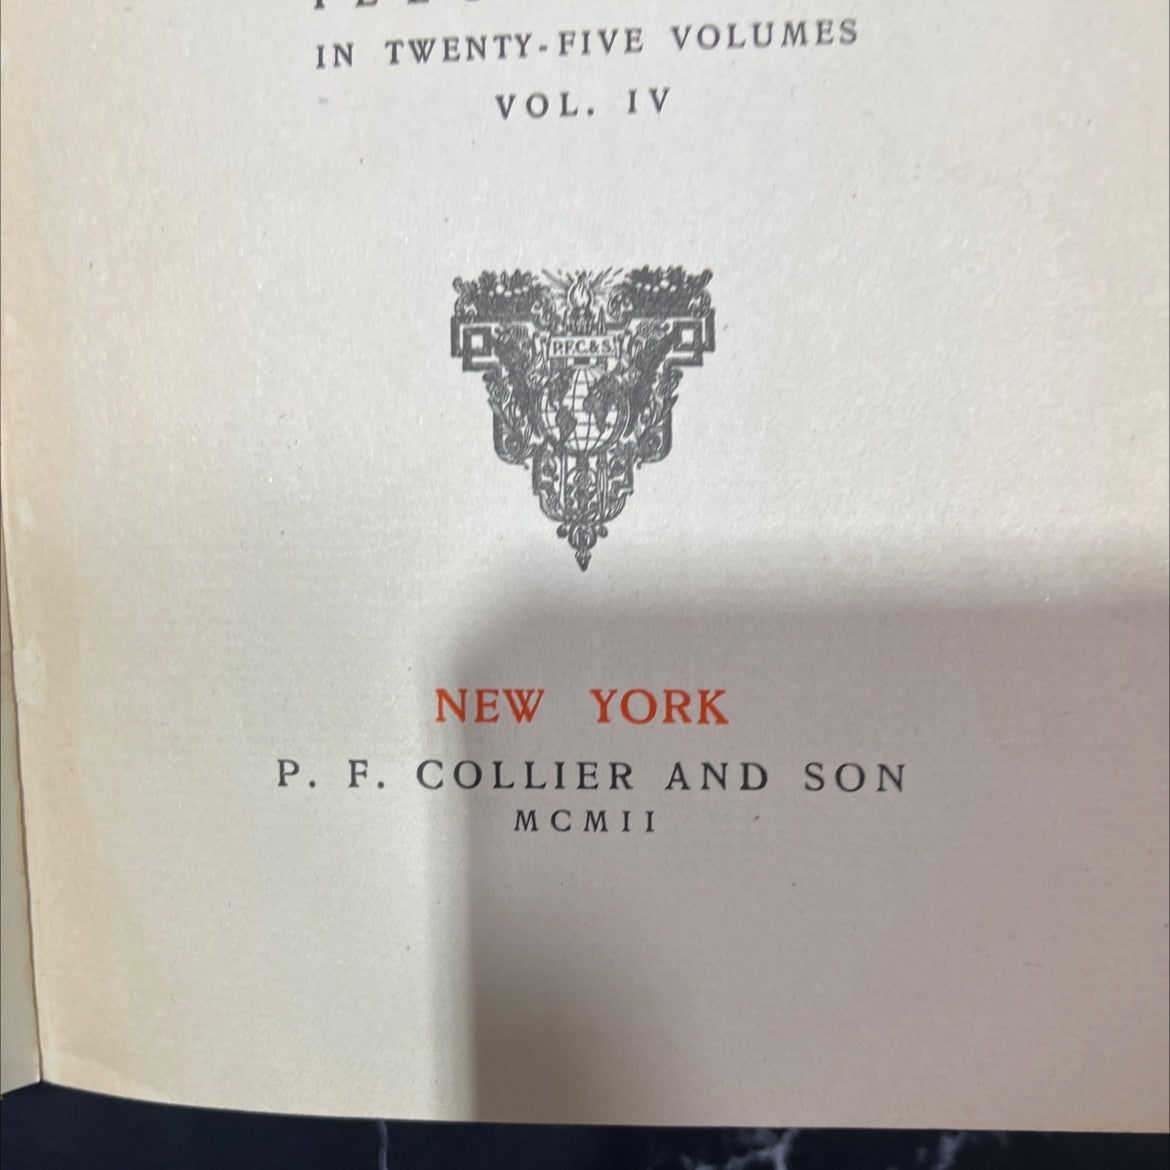 IN TWENTY-FIVE VOLUMES
VOL. IV
P.F.C.&S.
NEW YORK
P. F. COLLIER AND SON
MCMII